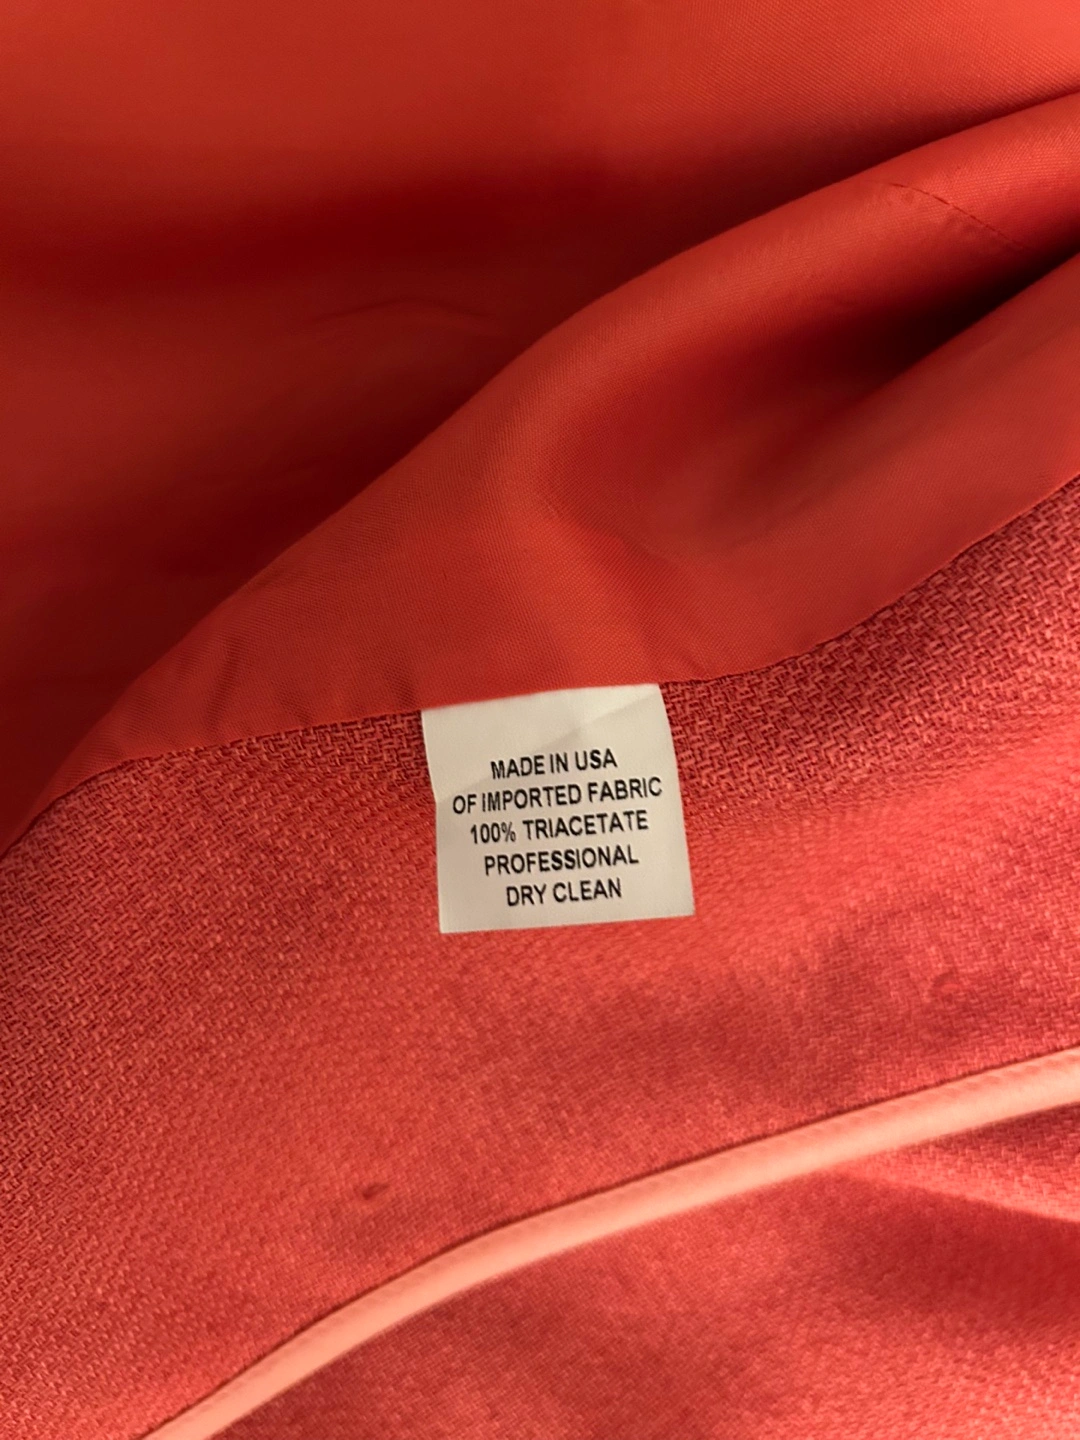 MADE IN USA
OF IMPORTED FABRIC
100% TRIACETATE
PROFESSIONAL
DRY CLEAN